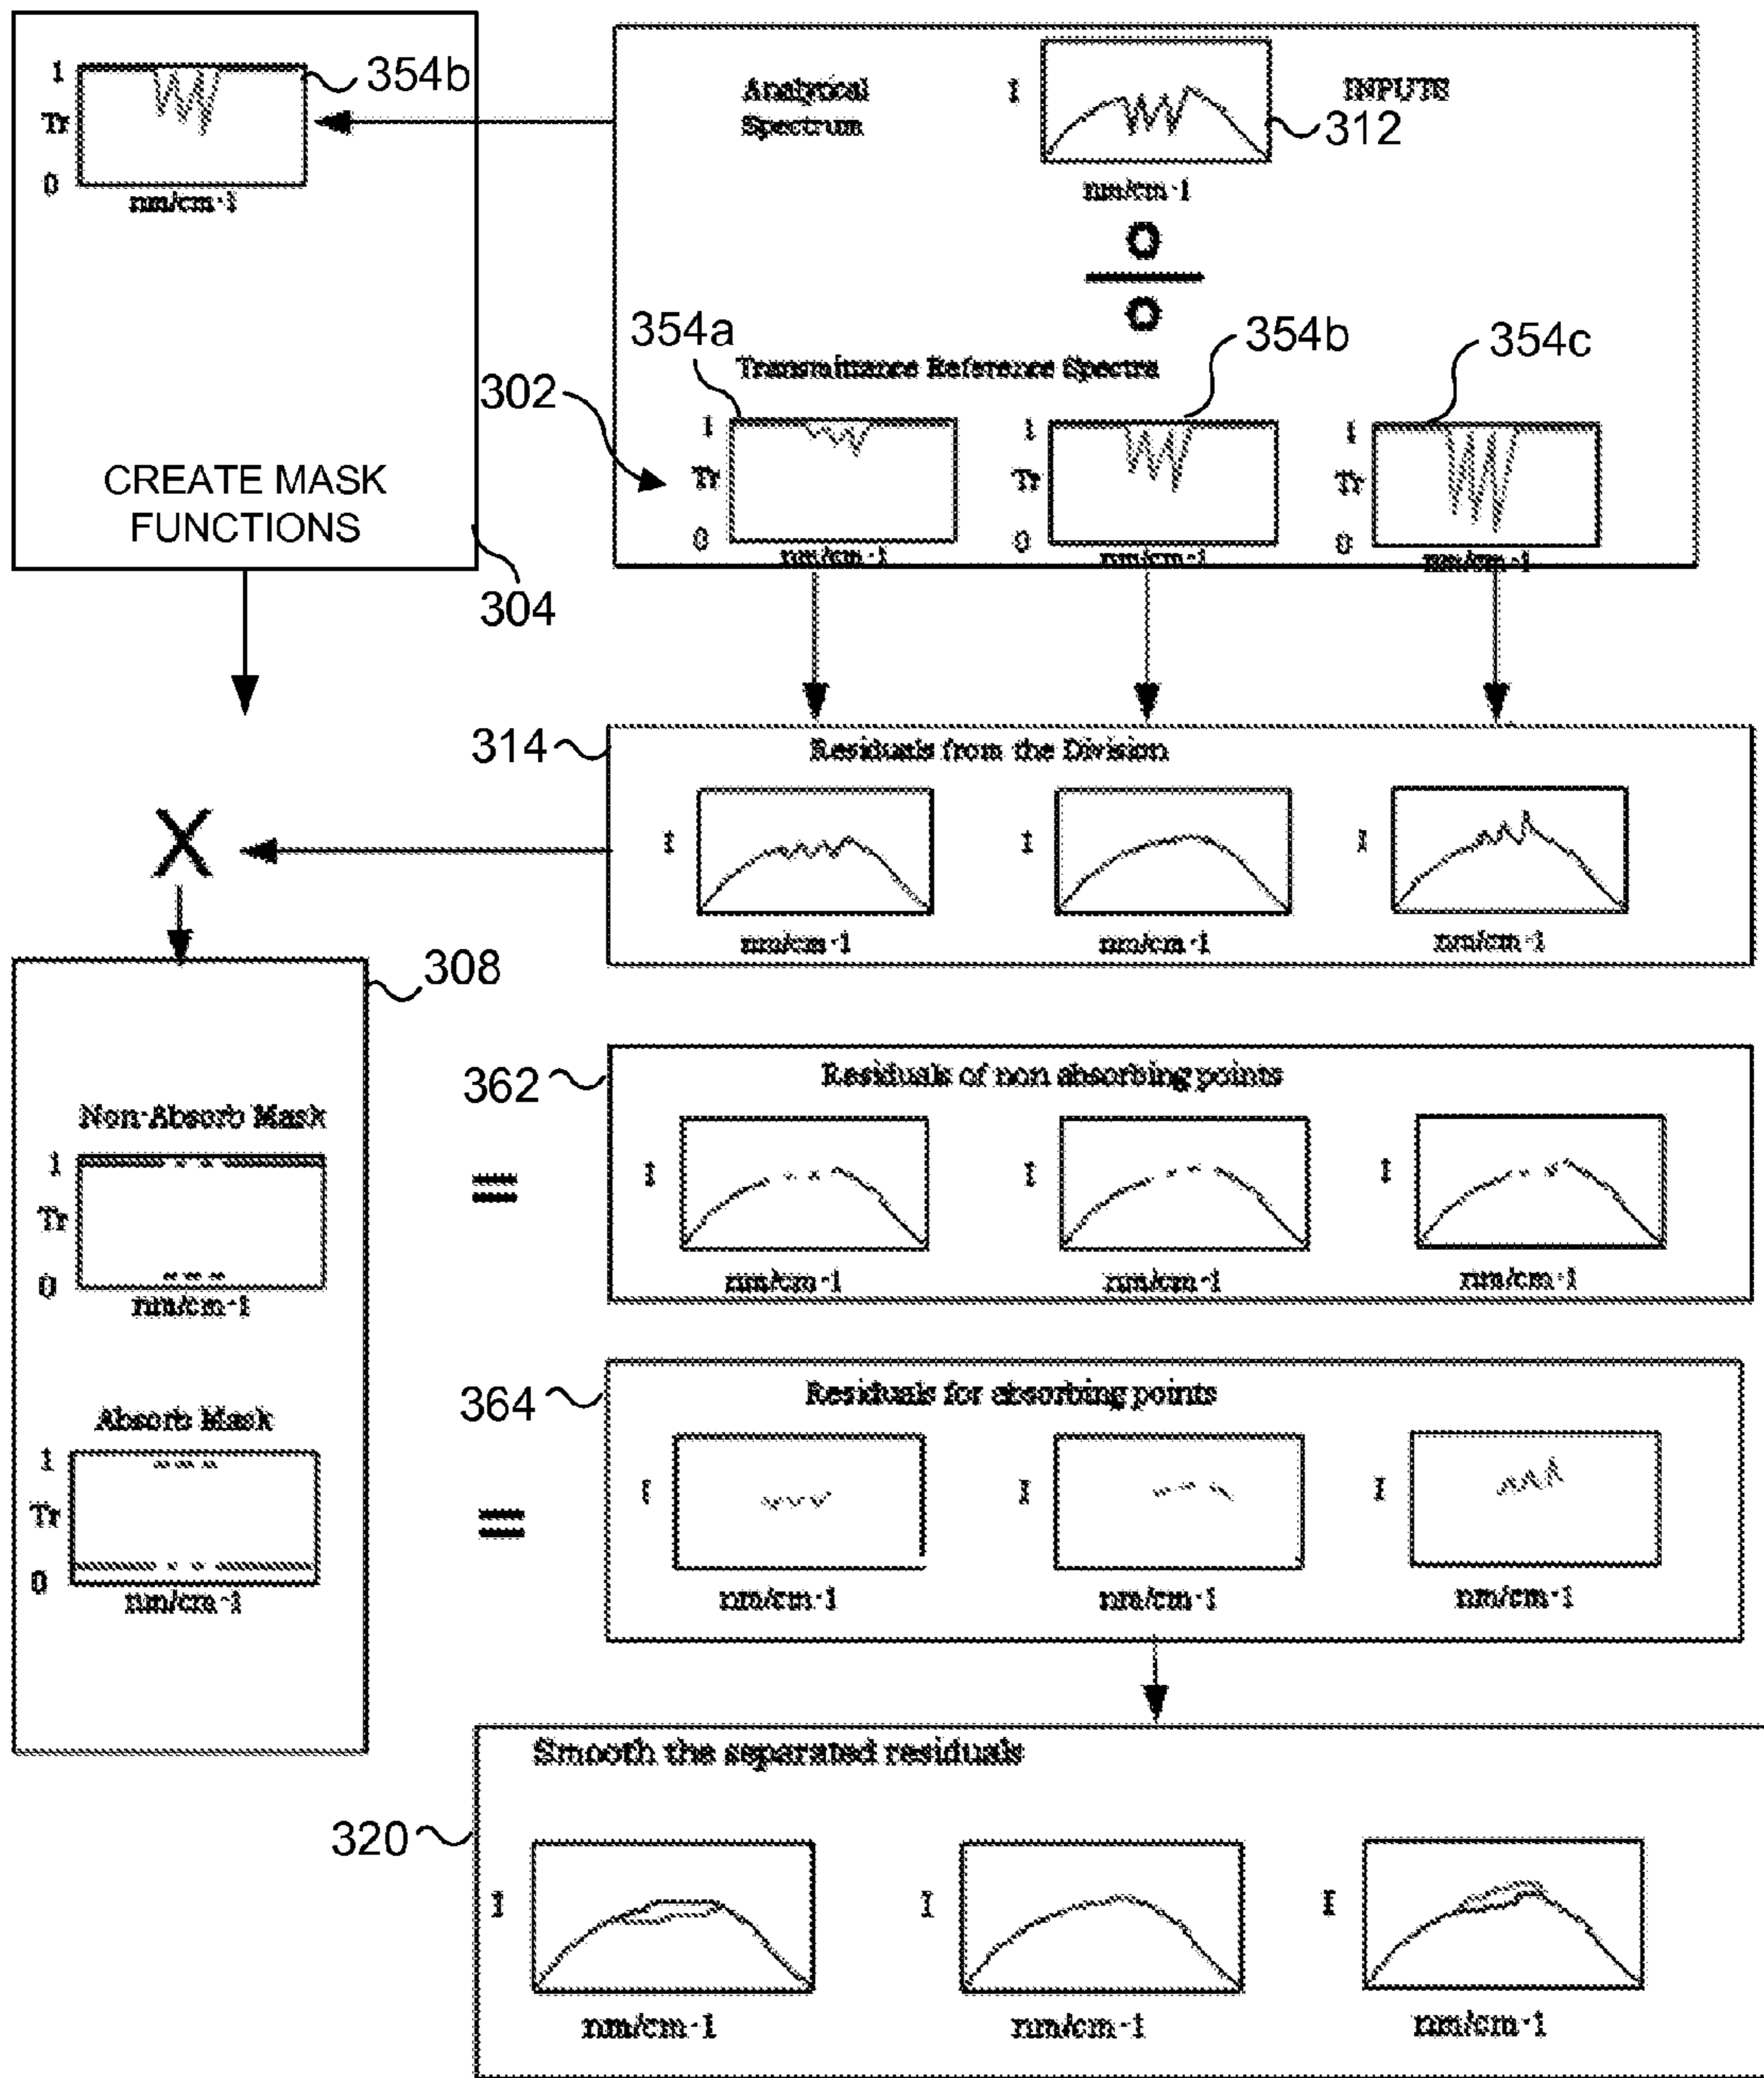 1
Tr
0
nm/cm-1
354b
CREATE MASK
FUNCTIONS
304
Analytical
Spectrum
I
nm/cm-1
INPUTS
312
Transmittance Reference Spectra
302
354a
1
Tr
0
nm/cm-1
354b
1
Tr
0
nm/cm-1
354c
1
Tr
0
nm/cm-1
314
Residuals from the Division
I
nm/cm-1
I
nm/cm-1
I
nm/cm-1
X
308
Non-Absorb Mask
1
Tr
0
nm/cm-1
Absorb Mask
1
Tr
0
nm/cm-1
362
Residuals of non absorbing points
=
I
nm/cm-1
I
nm/cm-1
I
nm/cm-1
364
Residuals for absorbing points
=
I
nm/cm-1
I
nm/cm-1
I
nm/cm-1
Smooth the separated residuals
320
I
nm/cm-1
I
nm/cm-1
I
nm/cm-1